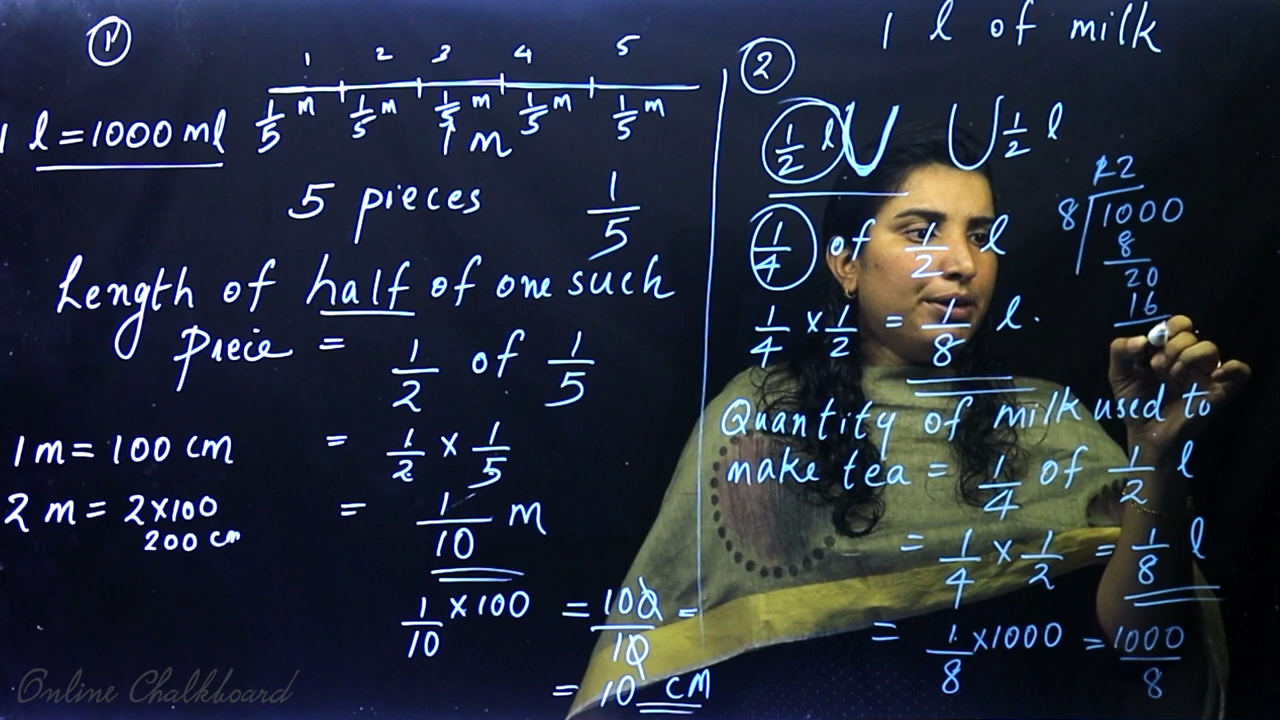 1
1 2 3 4 5
1/5 m 1/5 m 1/5 m 1/5 m 1/5 m
1 m
1 l = 1000 ml
5 pieces 1/5
Length of half of one such
piece = 1/2 of 1/5
1 m = 100 cm
= 1/2 × 1/5
2 m = 2×100
200 cm
= 1/10 m
1/10 × 100 = 100/10 =
= 10 cm
1 l of milk
2
1/2 l 1/2 l
1/4 of 1/2 l
1/4 × 1/2 = 1/8 l.
12
8 1000
8
20
16
Quantity of milk used to
make tea = 1/4 of 1/2 l
= 1/4 × 1/2 = 1/8 l
= 1/8 × 1000 = 1000/8
Online Chalkboard